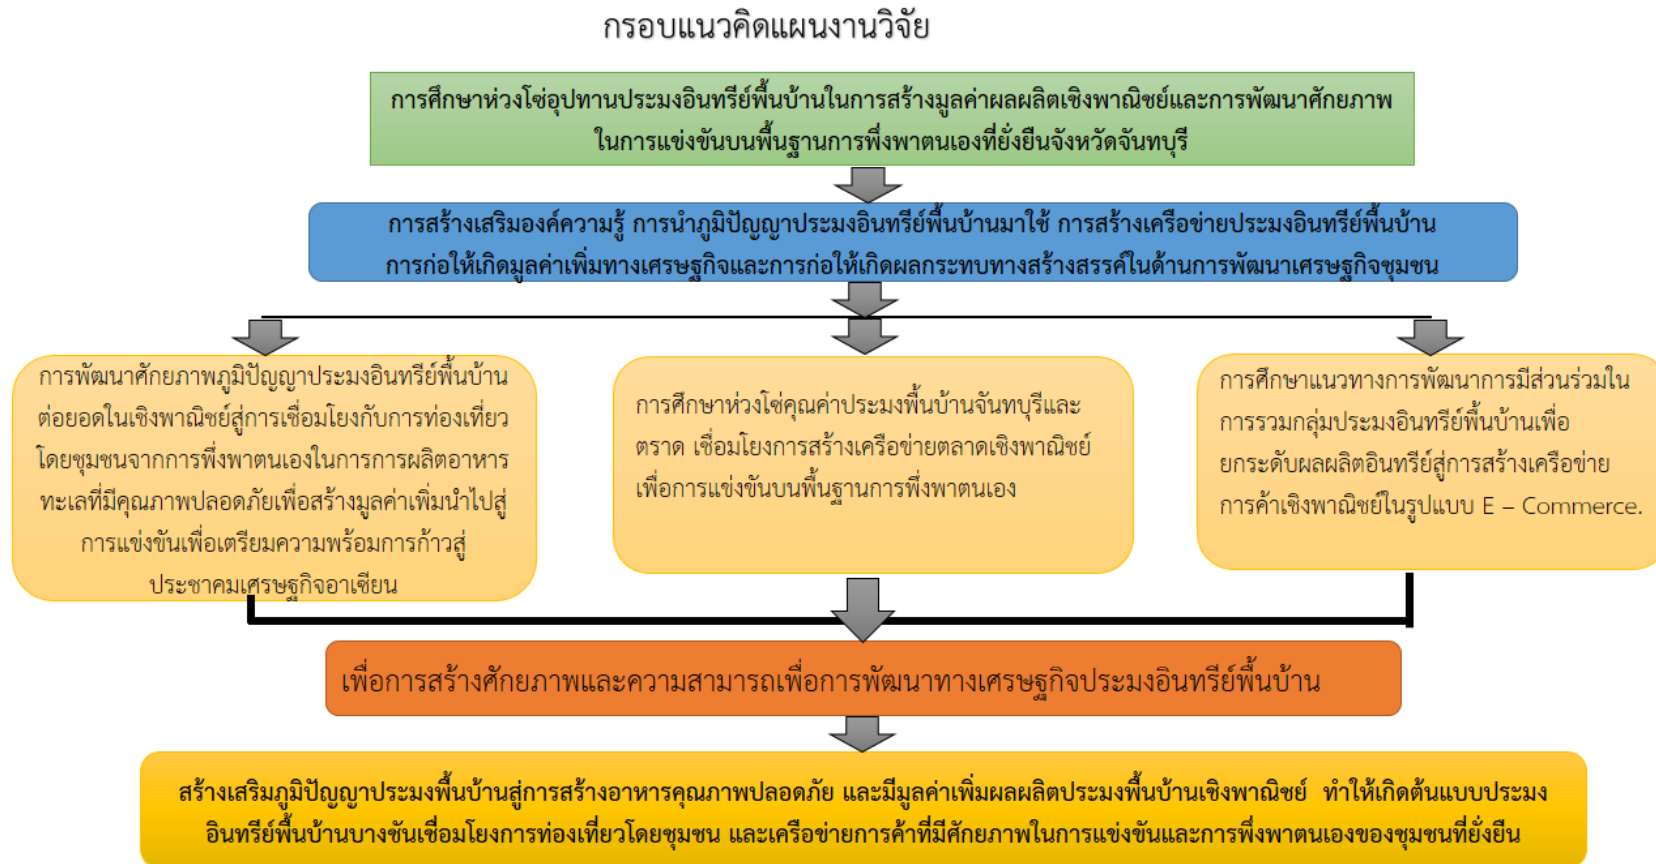 กรอบแนวคิดแผนงานวิจัย
การศึกษาห่วงโซ่อุปทานประมงอินทรีย์พื้นบ้านในการสร้างมูลค่าผลผลิตเชิงพาณิชย์และการพัฒนาศักยภาพ
ในการแข่งขันบนพื้นฐานการพึ่งพาตนเองที่ยั่งยืนจังหวัดจันทบุรี
การสร้างเสริมองค์ความรู้ การนำภูมิปัญญาประมงอินทรีย์พื้นบ้านมาใช้ การสร้างเครือข่ายประมงอินทรีย์พื้นบ้าน
การก่อให้เกิดมูลค่าเพิ่มทางเศรษฐกิจและการก่อให้เกิดผลกระทบทางสร้างสรรค์ในด้านการพัฒนาเศรษฐกิจชุมชน
การพัฒนาศักยภาพภูมิปัญญาประมงอินทรีย์พื้นบ้าน
ต่อยอดในเชิงพาณิชย์สู่การเชื่อมโยงกับการท่องเที่ยว
โดยชุมชนจากการพึ่งพาตนเองในการการผลิตอาหาร
ทะเลที่มีคุณภาพปลอดภัยเพื่อสร้างมูลค่าเพิ่มนำไปสู่
การแข่งขันเพื่อเตรียมความพร้อมการก้าวสู่
ประชาคมเศรษฐกิจอาเซียน
การศึกษาห่วงโซ่คุณค่าประมงพื้นบ้านจันทบุรีและ
ตราด เชื่อมโยงการสร้างเครือข่ายตลาดเชิงพาณิชย์
เพื่อการแข่งขันบนพื้นฐานการพึ่งพาตนเอง
การศึกษาแนวทางการพัฒนาการมีส่วนร่วมใน
การรวมกลุ่มประมงอินทรีย์พื้นบ้านเพื่อ
ยกระดับผลผลิตอินทรีย์สู่การสร้างเครือข่าย
การค้าเชิงพาณิชย์ในรูปแบบ E – Commerce.
เพื่อการสร้างศักยภาพและความสามารถเพื่อการพัฒนาทางเศรษฐกิจประมงอินทรีย์พื้นบ้าน
สร้างเสริมภูมิปัญญาประมงพื้นบ้านสู่การสร้างอาหารคุณภาพปลอดภัย และมีมูลค่าเพิ่มผลผลิตประมงพื้นบ้านเชิงพาณิชย์ ทำให้เกิดต้นแบบประมง
อินทรีย์พื้นบ้านบางชันเชื่อมโยงการท่องเที่ยวโดยชุมชน และเครือข่ายการค้าที่มีศักยภาพในการแข่งขันและการพึ่งพาตนเองของชุมชนที่ยั่งยืน